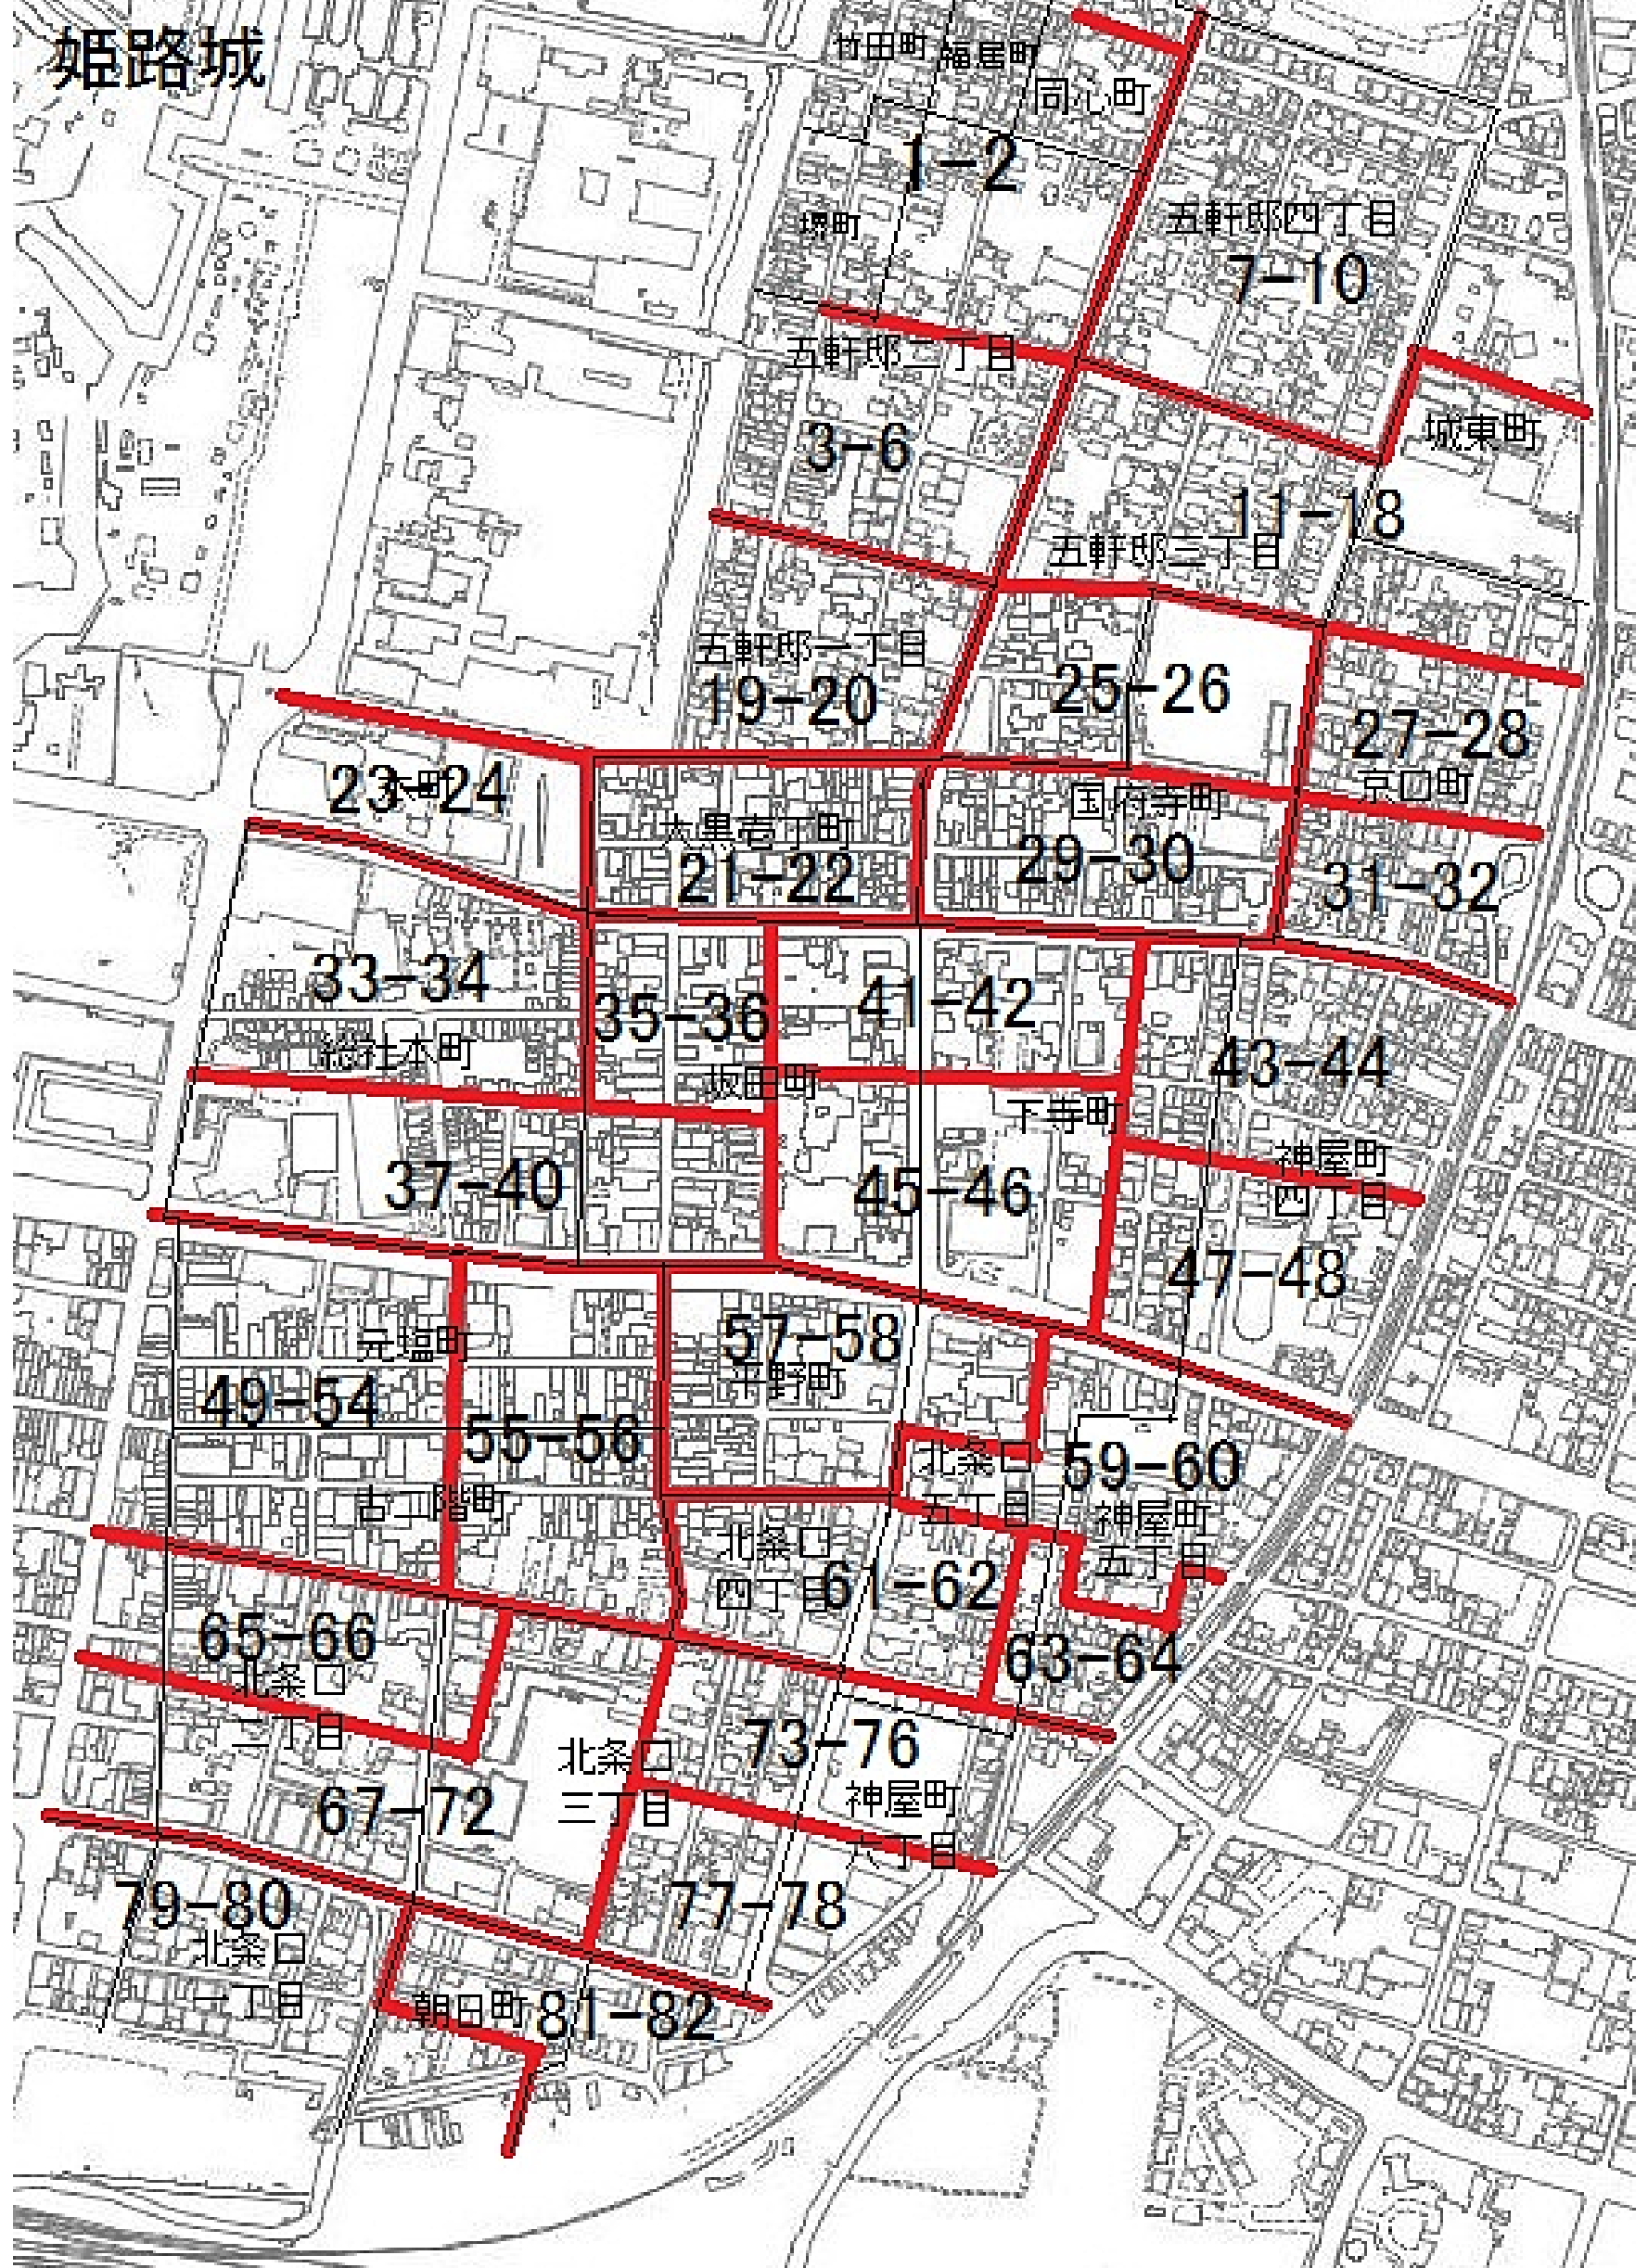 姫路城
竹田町
福居町
同心町
1-2
堺町
五軒邸四丁目
7-10
五軒邸二丁目
城東町
3-6
11-18
五軒邸三丁目
五軒邸一丁目
19-20
25-26
27-28
京口町
23-24
国府寺町
大黒壱丁町
21-22
29-30
31-32
33-34
35-36
41-42
総社本町
43-44
坂田町
下寺町
神屋町
四丁目
37-40
45-46
47-48
57-58
元塩町
平野町
49-54
55-56
北条口
五丁目
59-60
古二階町
神屋町
五丁目
北条口
四丁目
61-62
65-66
63-64
北条口
二丁目
73-76
北条口
三丁目
67-72
神屋町
六丁目
79-80
77-78
北条口
一丁目
朝日町
81-82